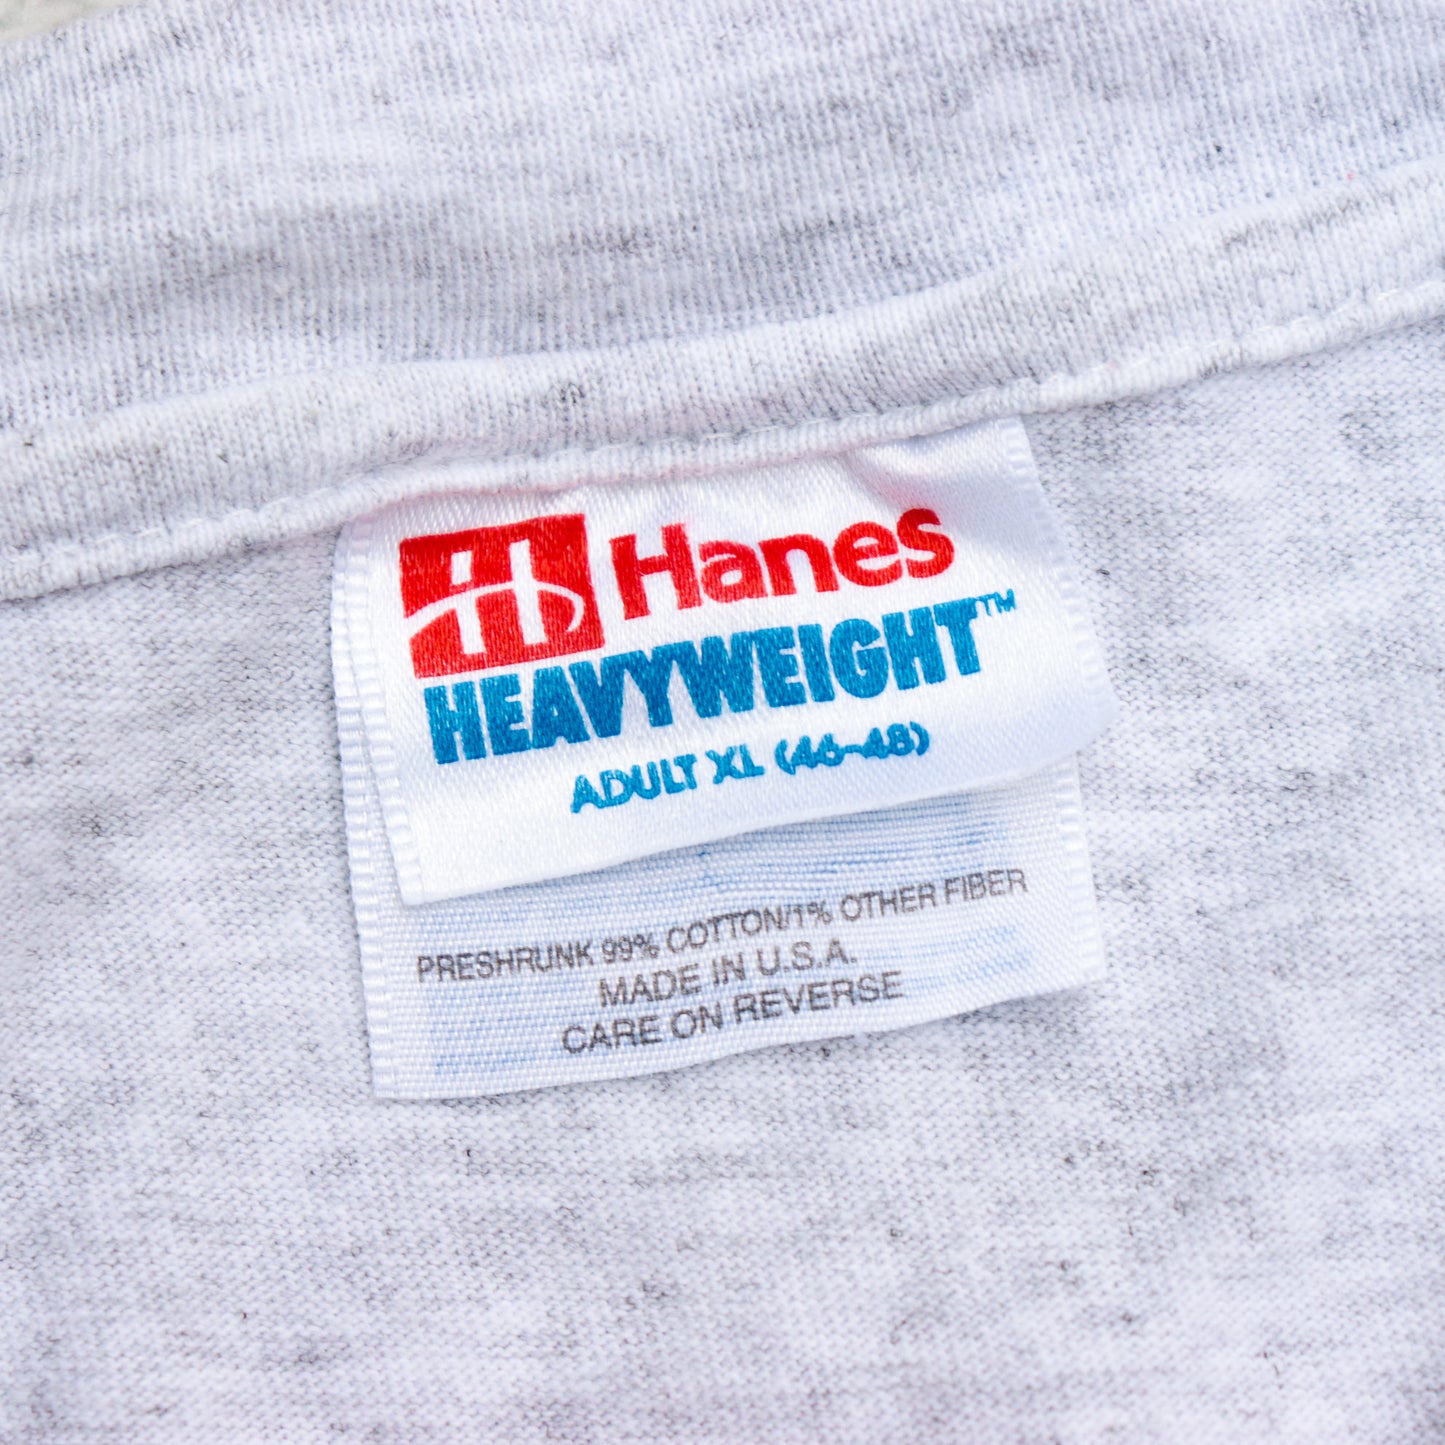 Hanes
HEAVYWEIGHT™
ADULT XL (46-48)
PRESHRUNK 99% COTTON/1% OTHER FIBER
MADE IN U.S.A.
CARE ON REVERSE